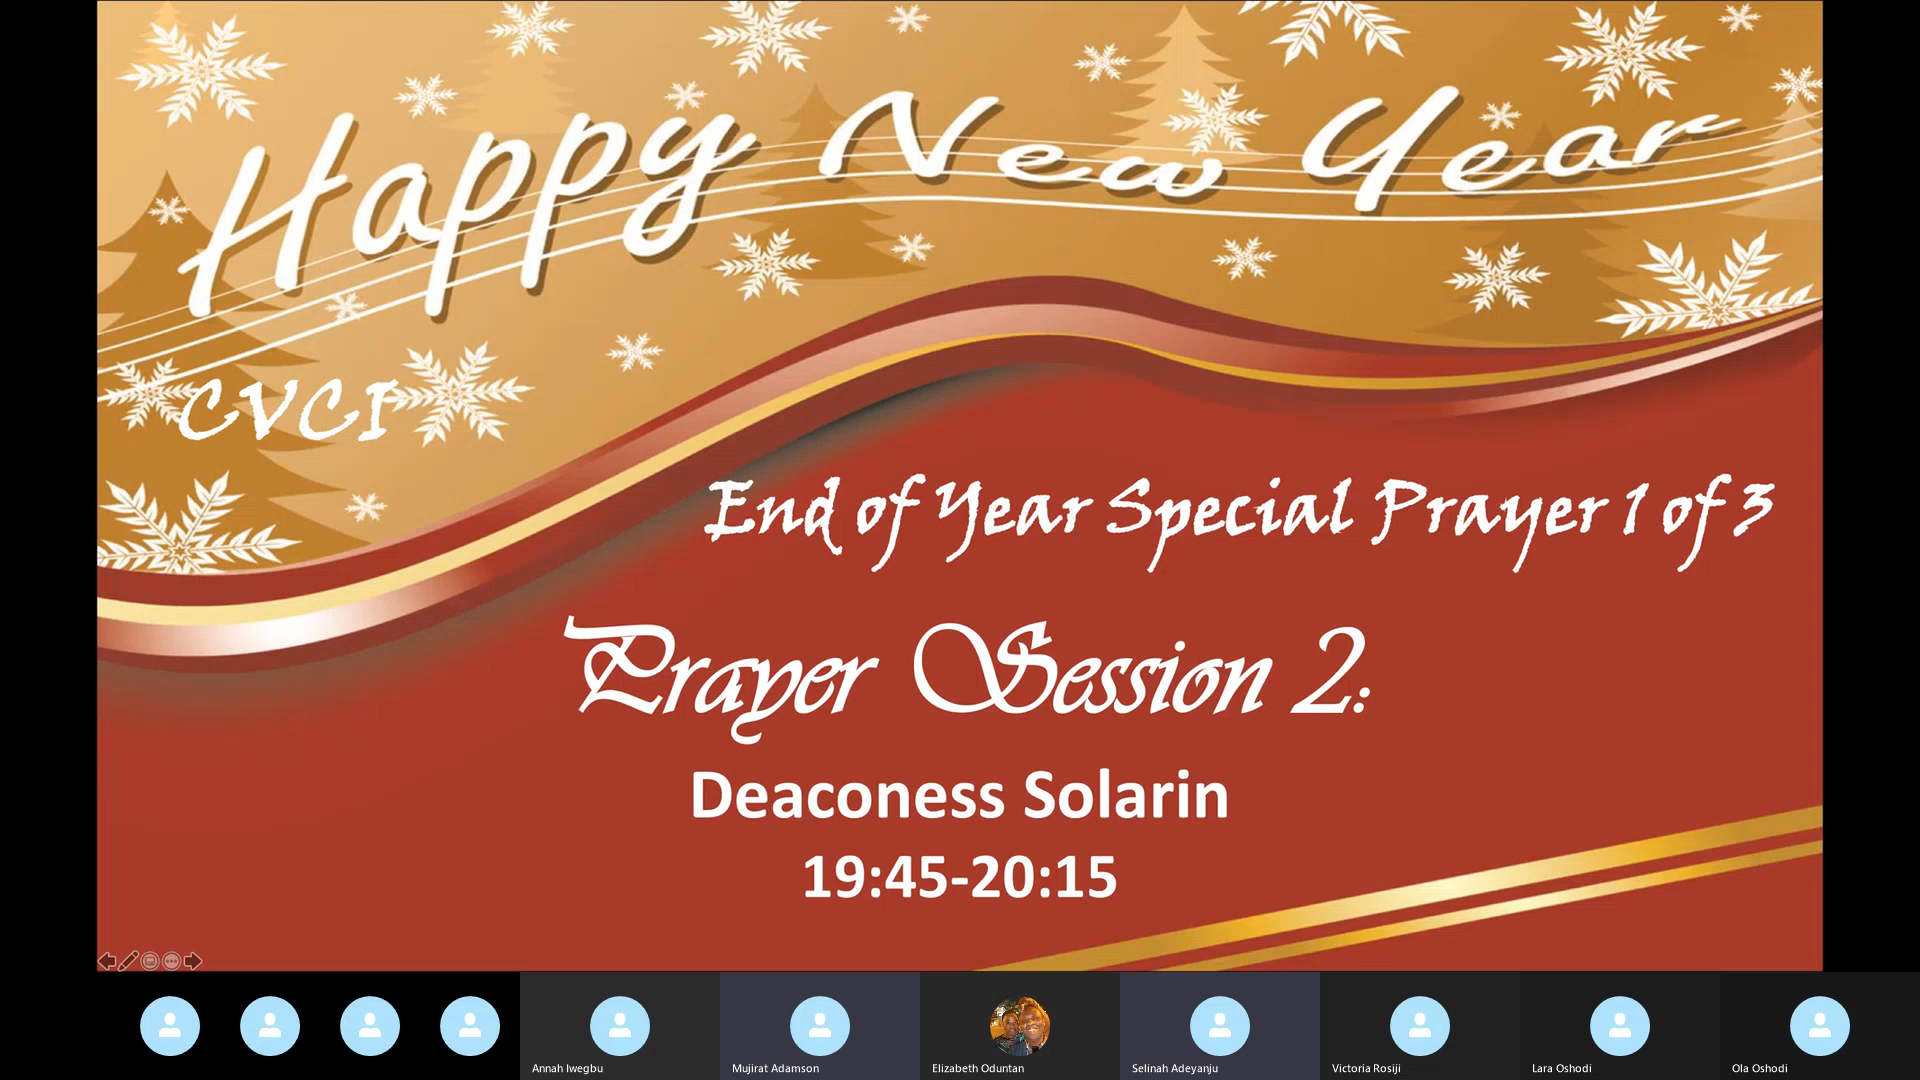 Happy New Year
CVCI
End of Year Special Prayer 1 of 3
Prayer Session 2:
Deaconess Solarin
19:45-20:15
Annah Iwegbu
Mujirat Adamson
Elizabeth Oduntan
Selinah Adeyanju
Victoria Rosiji
Lara Oshodi
Ola Oshodi